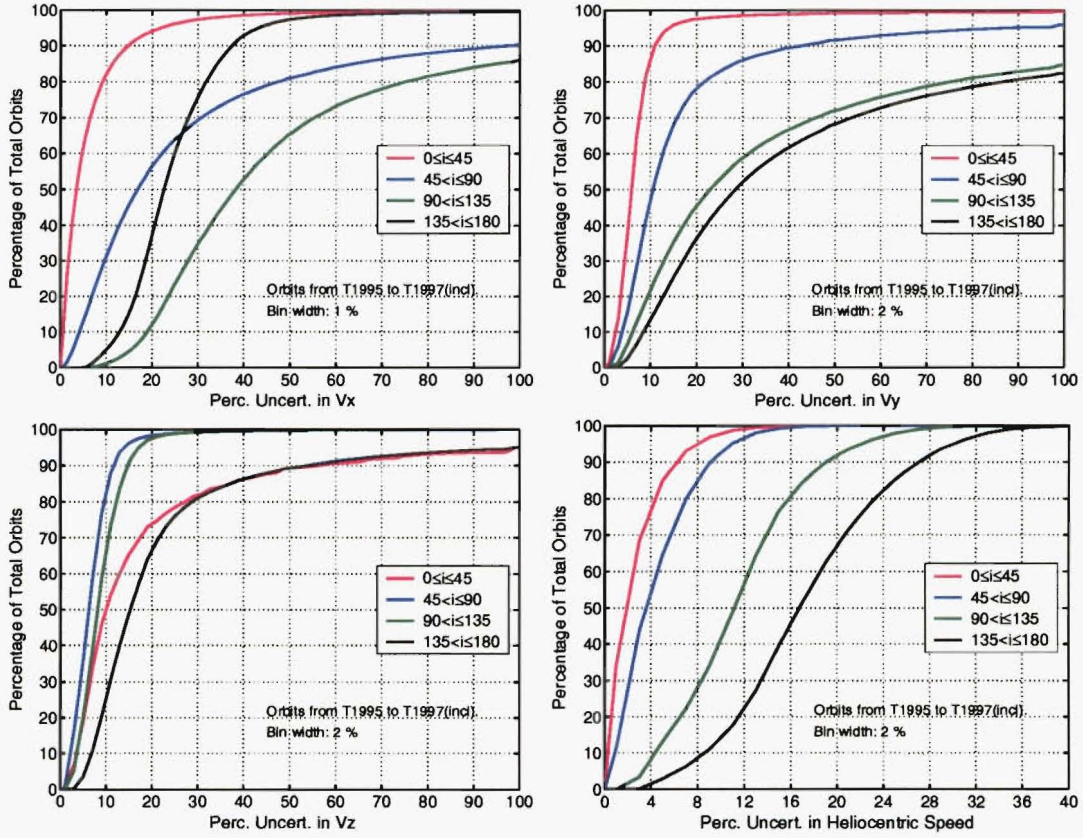 100
90
80
70
60
50
40
30
20
10
0
Percentage of Total Orbits
0≤i≤45
45<i≤90
90<i≤135
135<i≤180
Orbits from T1995 to T1997(incl).
Bin width: 1 %
0 10 20 30 40 50 60 70 80 90 100
Perc. Uncert. in Vx
100
90
80
70
60
50
40
30
20
10
0
Percentage of Total Orbits
0≤i≤45
45<i≤90
90<i≤135
135<i≤180
Orbits from T1995 to T1997(incl).
Bin width: 2 %
0 10 20 30 40 50 60 70 80 90 100
Perc. Uncert. in Vy
100
90
80
70
60
50
40
30
20
10
0
Percentage of Total Orbits
0≤i≤45
45<i≤90
90<i≤135
135<i≤180
Orbits from T1995 to T1997(incl).
Bin width: 2 %
0 10 20 30 40 50 60 70 80 90 100
Perc. Uncert. in Vz
100
90
80
70
60
50
40
30
20
10
0
Percentage of Total Orbits
0≤i≤45
45<i≤90
90<i≤135
135<i≤180
Orbits from T1995 to T1997(incl).
Bin width: 2 %
0 4 8 12 16 20 24 28 32 36 40
Perc. Uncert. in Heliocentric Speed